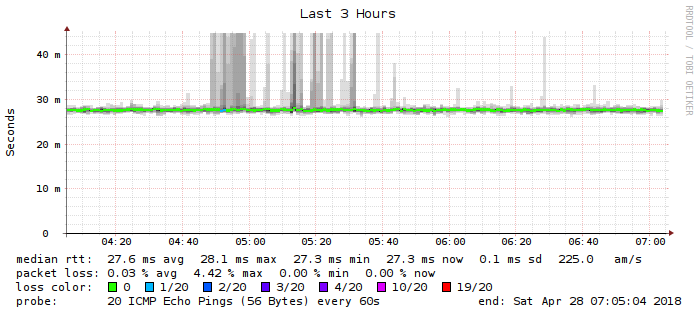 Last 3 Hours
RRDTOOL / TOBI OETIKER
Seconds
40 m
30 m
20 m
10 m
0
04:20 04:40 05:00 05:20 05:40 06:00 06:20 06:40 07:00
median rtt: 27.6 ms avg 28.1 ms max 27.3 ms min 27.3 ms now 0.1 ms sd 225.0 am/s
packet loss: 0.03 % avg 4.42 % max 0.00 % min 0.00 % now
loss color: 0 1/20 2/20 3/20 4/20 10/20 19/20
probe: 20 ICMP Echo Pings (56 Bytes) every 60s end: Sat Apr 28 07:05:04 2018